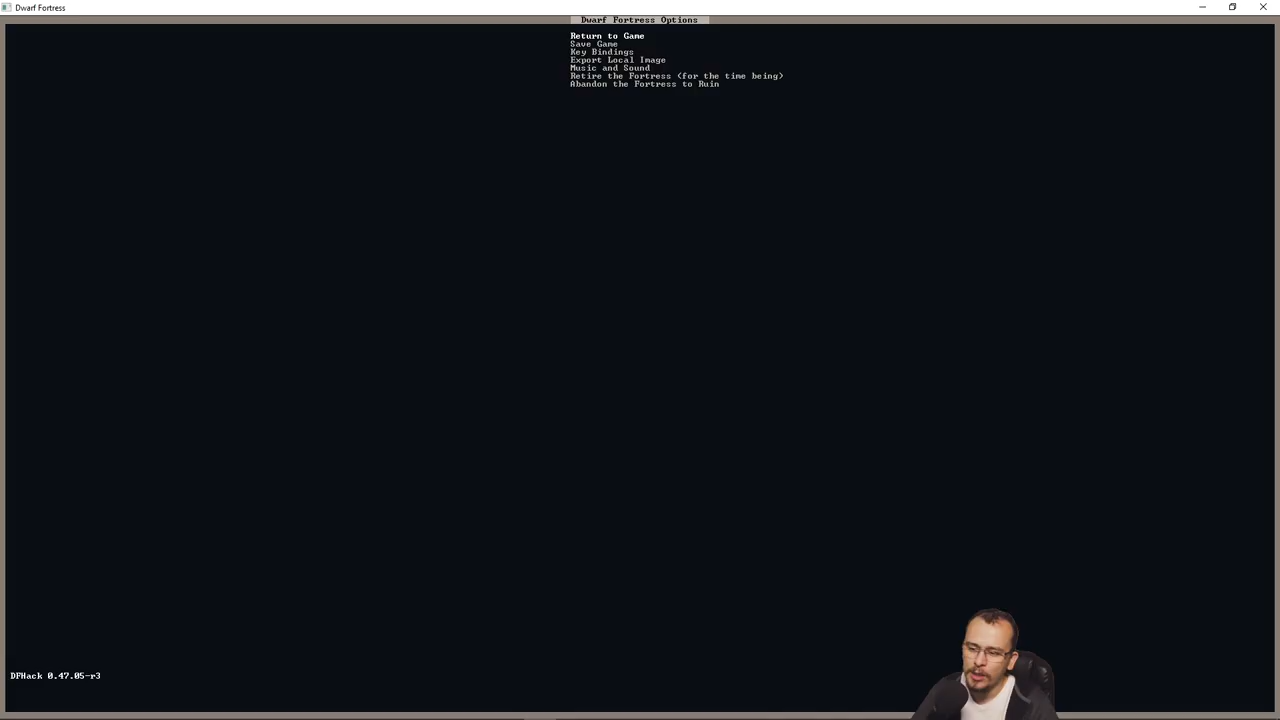 Dwarf Fortress
Dwarf Fortress Options
Return to Game
Save Game
Key Bindings
Export Local Image
Music and Sound
Retire the Fortress (for the time being)
Abandon the Fortress to Ruin
DFHack 0.47.05-r3